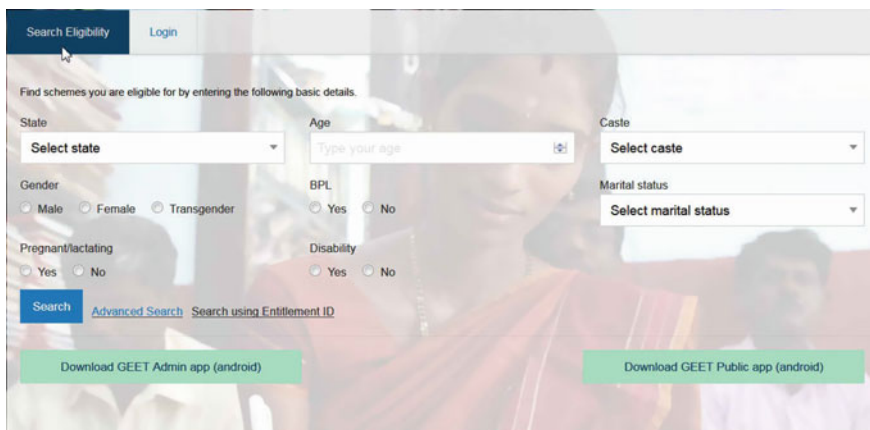 Search Eligibility Login
Find schemes you are eligible for by entering the following basic details.
State Age Caste
Select state Type your age Select caste
Gender BPL Marital status
Male Female Transgender Yes No Select marital status
Pregnant/lactating Disability
Yes No Yes No
Search Advanced Search Search using Entitlement ID
Download GEET Admin app (android) Download GEET Public app (android)